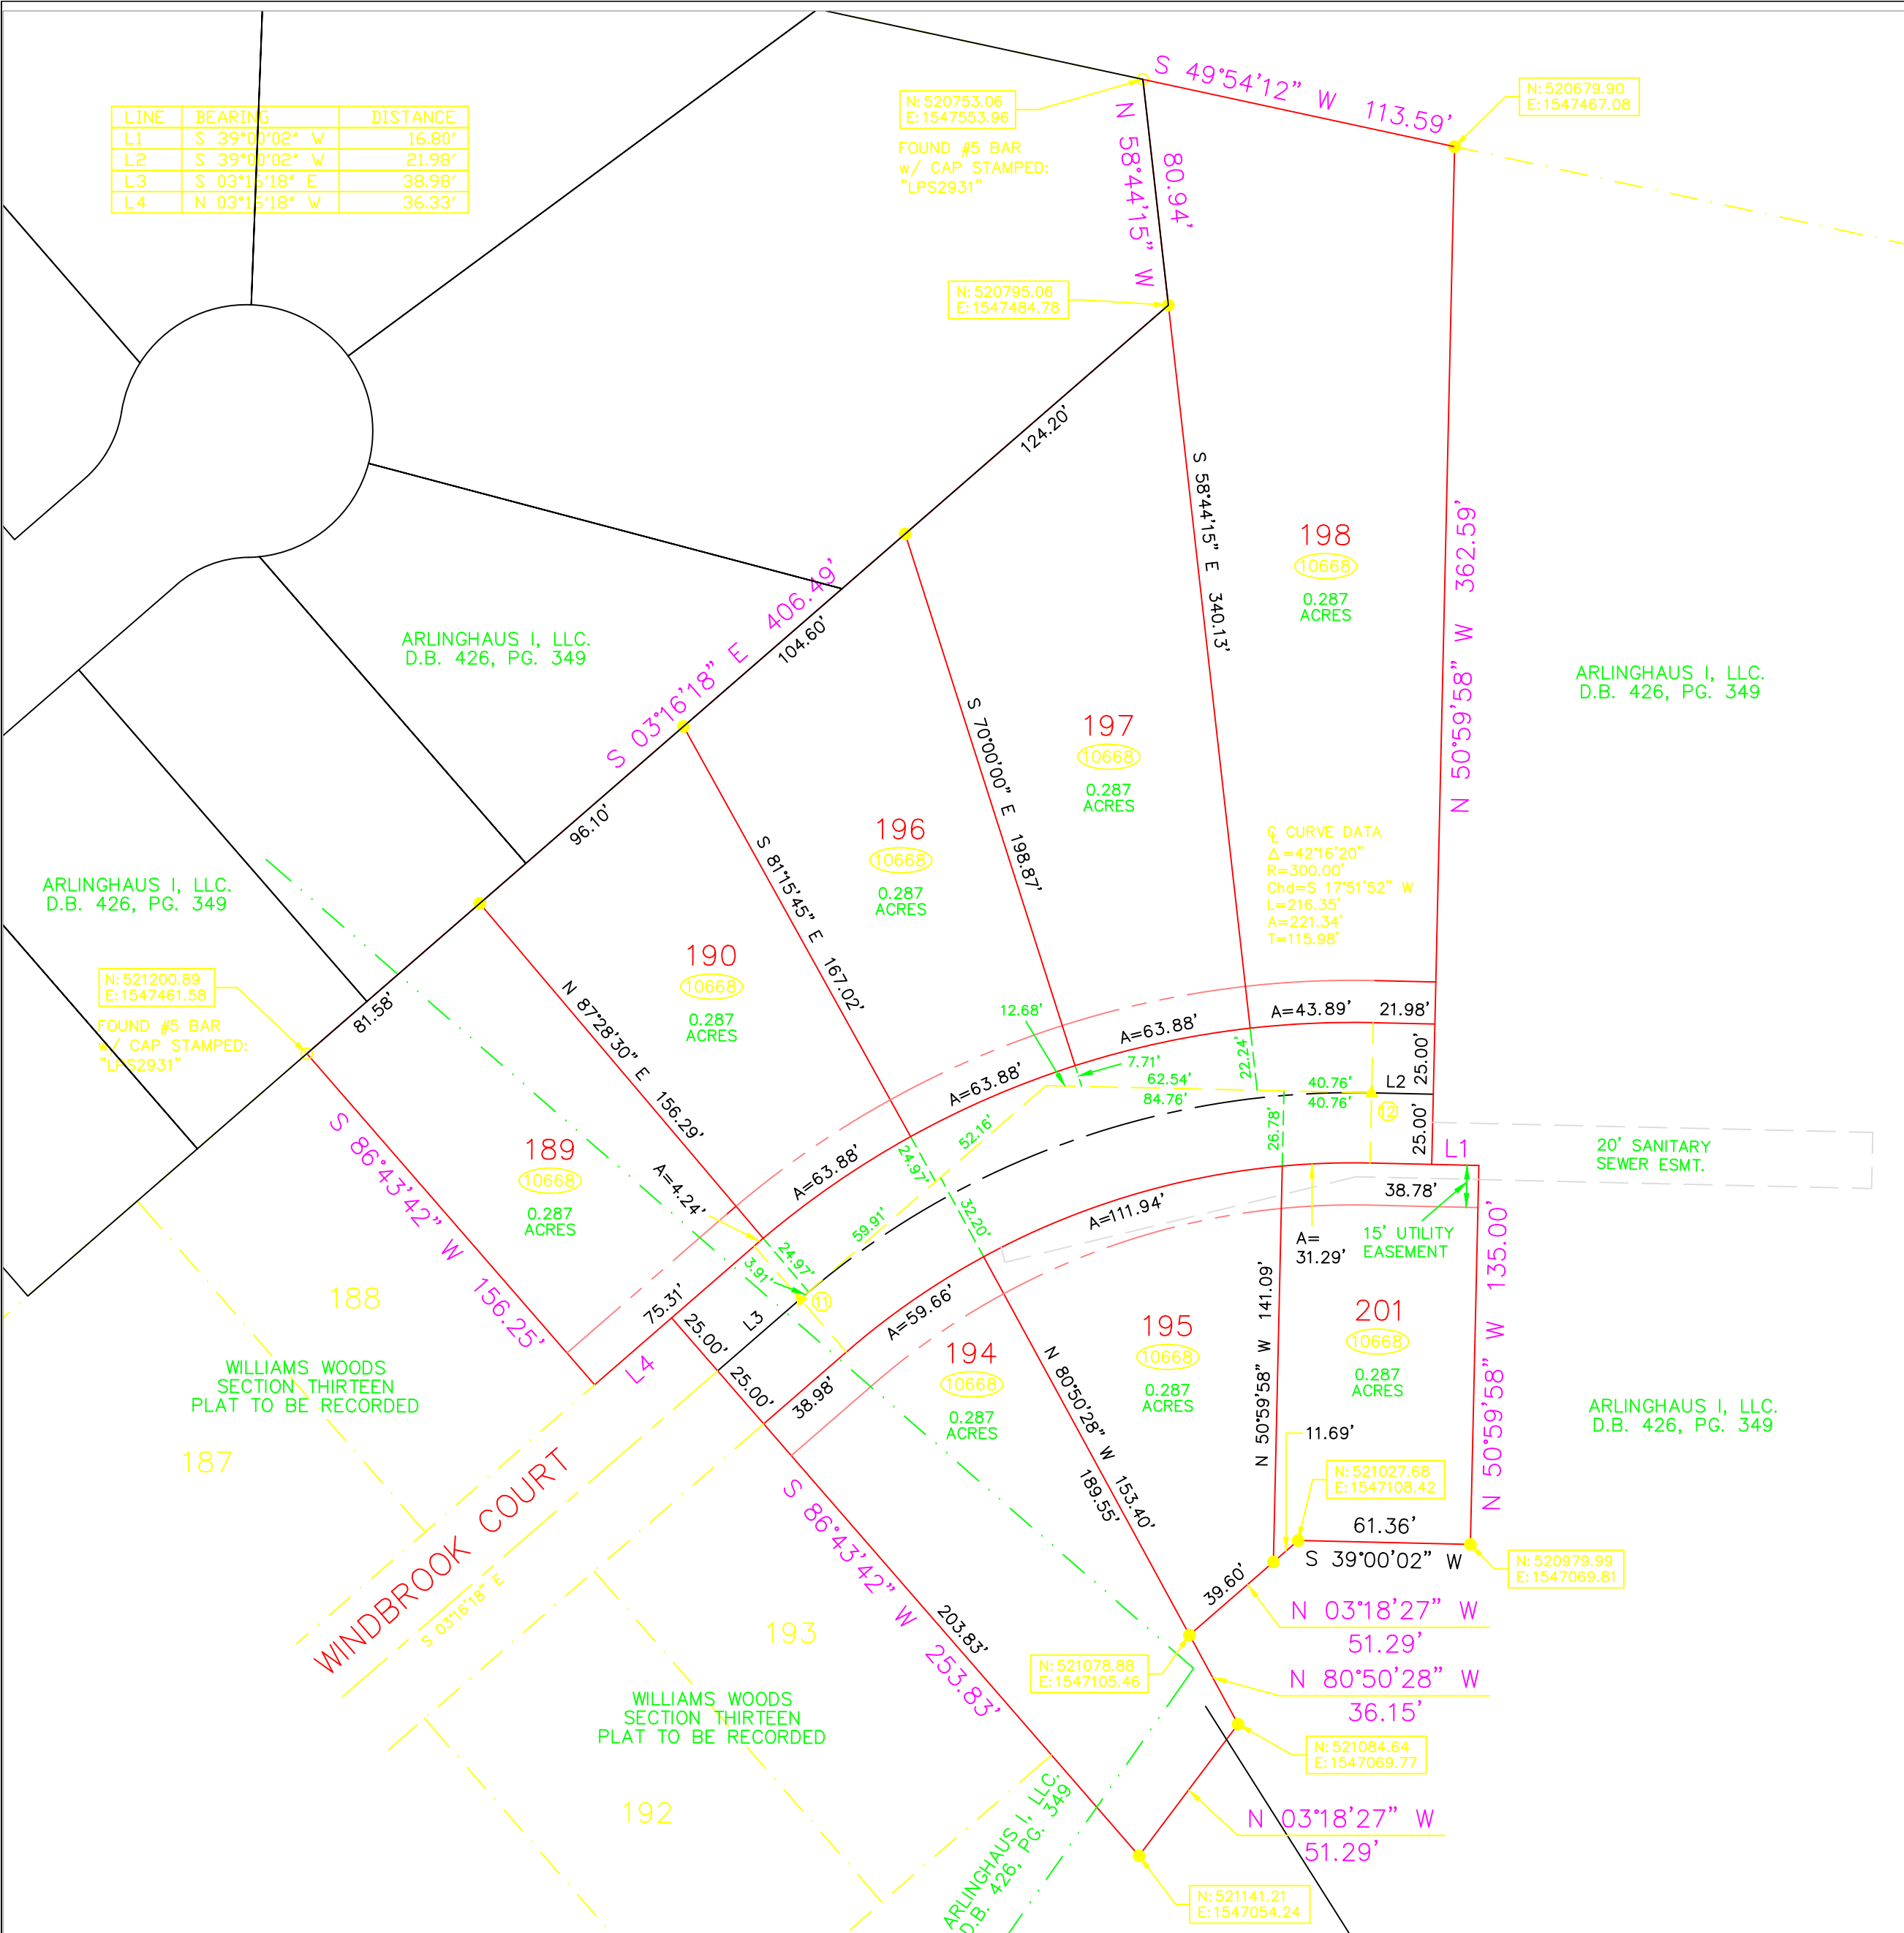 LINE BEARING DISTANCE
L1 S 39°00'02" W 16.80'
L2 S 39°00'02" W 21.98'
L3 S 03°16'18" E 38.98'
L4 N 03°16'18" W 36.33'
S 49°54'12" W 113.59'
N: 520753.06
E: 1547553.96
FOUND #5 BAR
w/ CAP STAMPED:
"LPS2931"
N: 520679.90
E: 1547467.08
N 58°44'15" W
80.94'
N: 520795.06
E: 1547484.78
124.20'
S 58°44'15" E 340.13'
198
10668
0.287
ACRES
N 50°59'58" W 362.59'
ARLINGHAUS I, LLC.
D.B. 426, PG. 349
S 03°16'18" E 406.49'
104.60'
ARLINGHAUS I, LLC.
D.B. 426, PG. 349
S 70°00'00" E 198.87'
197
10668
0.287
ACRES
96.10'
S 81°15'45" E 167.02'
196
10668
0.287
ACRES
℄ CURVE DATA
Δ=42°16'20"
R=300.00'
Chd=S 17°51'52" W
L=216.35'
A=221.34'
T=115.98'
ARLINGHAUS I, LLC.
D.B. 426, PG. 349
N: 521200.89
E: 1547461.58
FOUND #5 BAR
w/ CAP STAMPED:
"LPS2931"
81.58'
N 87°28'30" E 156.29'
190
10668
0.287
ACRES
12.68'
A=63.88'
A=43.89'
21.98'
7.71'
62.54'
84.76'
22.24'
40.76'
40.76'
L2
25.00'
12
A=63.88'
52.16'
26.78'
25.00'
L1
20' SANITARY
SEWER ESMT.
S 86°43'42" W 156.25'
189
10668
0.287
ACRES
A=4.24'
A=63.88'
24.97'
32.20'
59.91'
A=111.94'
38.78'
A=
31.29'
15' UTILITY
EASEMENT
N 50°59'58" W 135.00'
24.97'
3.91'
11
75.31'
L3
L4
25.00'
25.00'
A=59.66'
38.98'
188
WILLIAMS WOODS
SECTION THIRTEEN
PLAT TO BE RECORDED
187
194
10668
0.287
ACRES
195
10668
0.287
ACRES
N 50°59'58" W 141.09'
201
10668
0.287
ACRES
ARLINGHAUS I, LLC.
D.B. 426, PG. 349
N 80°50'28" W 153.40'
189.55'
11.69'
N: 521027.68
E: 1547108.42
61.36'
S 39°00'02" W
N: 520979.99
E: 1547069.81
WINDBROOK COURT
S 03°16'18" E
S 86°43'42" W 253.83'
203.83'
39.60'
N 03°18'27" W
51.29'
N: 521078.88
E: 1547105.46
N 80°50'28" W
36.15'
193
WILLIAMS WOODS
SECTION THIRTEEN
PLAT TO BE RECORDED
N: 521084.64
E: 1547069.77
192
ARLINGHAUS I, LLC.
D.B. 426, PG. 349
N 03°18'27" W
51.29'
N: 521141.21
E: 1547054.24